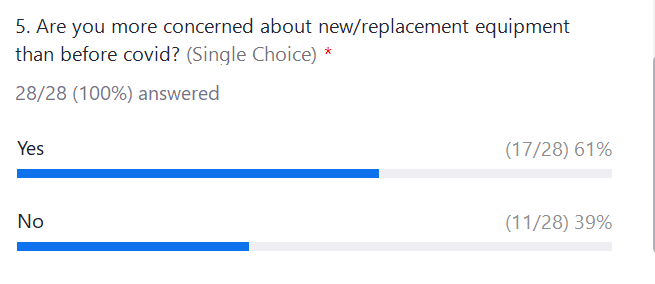 5. Are you more concerned about new/replacement equipment
than before covid? (Single Choice) *
28/28 (100%) answered
Yes (17/28) 61%
No (11/28) 39%